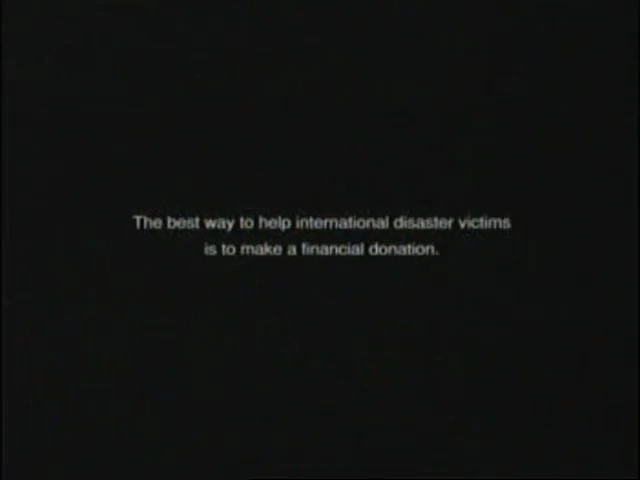 The best way to help international disaster victims
is to make a financial donation.